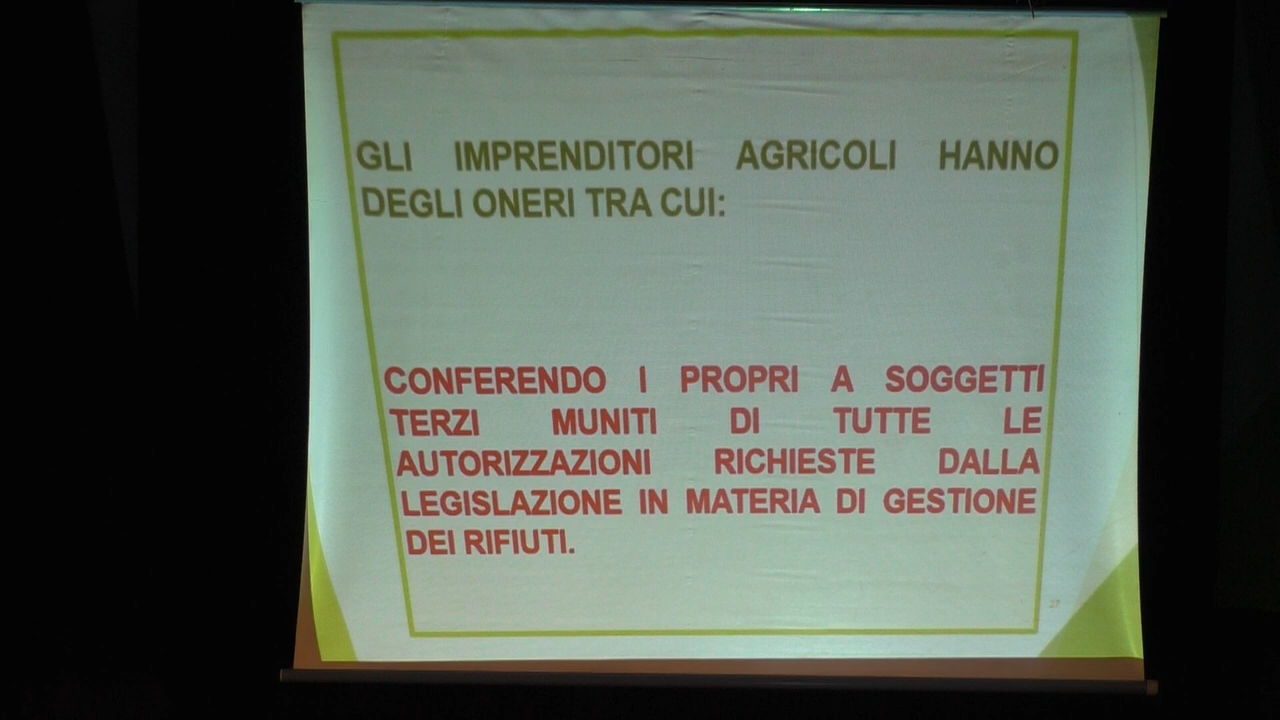 GLI IMPRENDITORI AGRICOLI HANNO
DEGLI ONERI TRA CUI:
CONFERENDO I PROPRI A SOGGETTI
TERZI MUNITI DI TUTTE LE
AUTORIZZAZIONI RICHIESTE DALLA
LEGISLAZIONE IN MATERIA DI GESTIONE
DEI RIFIUTI.
27